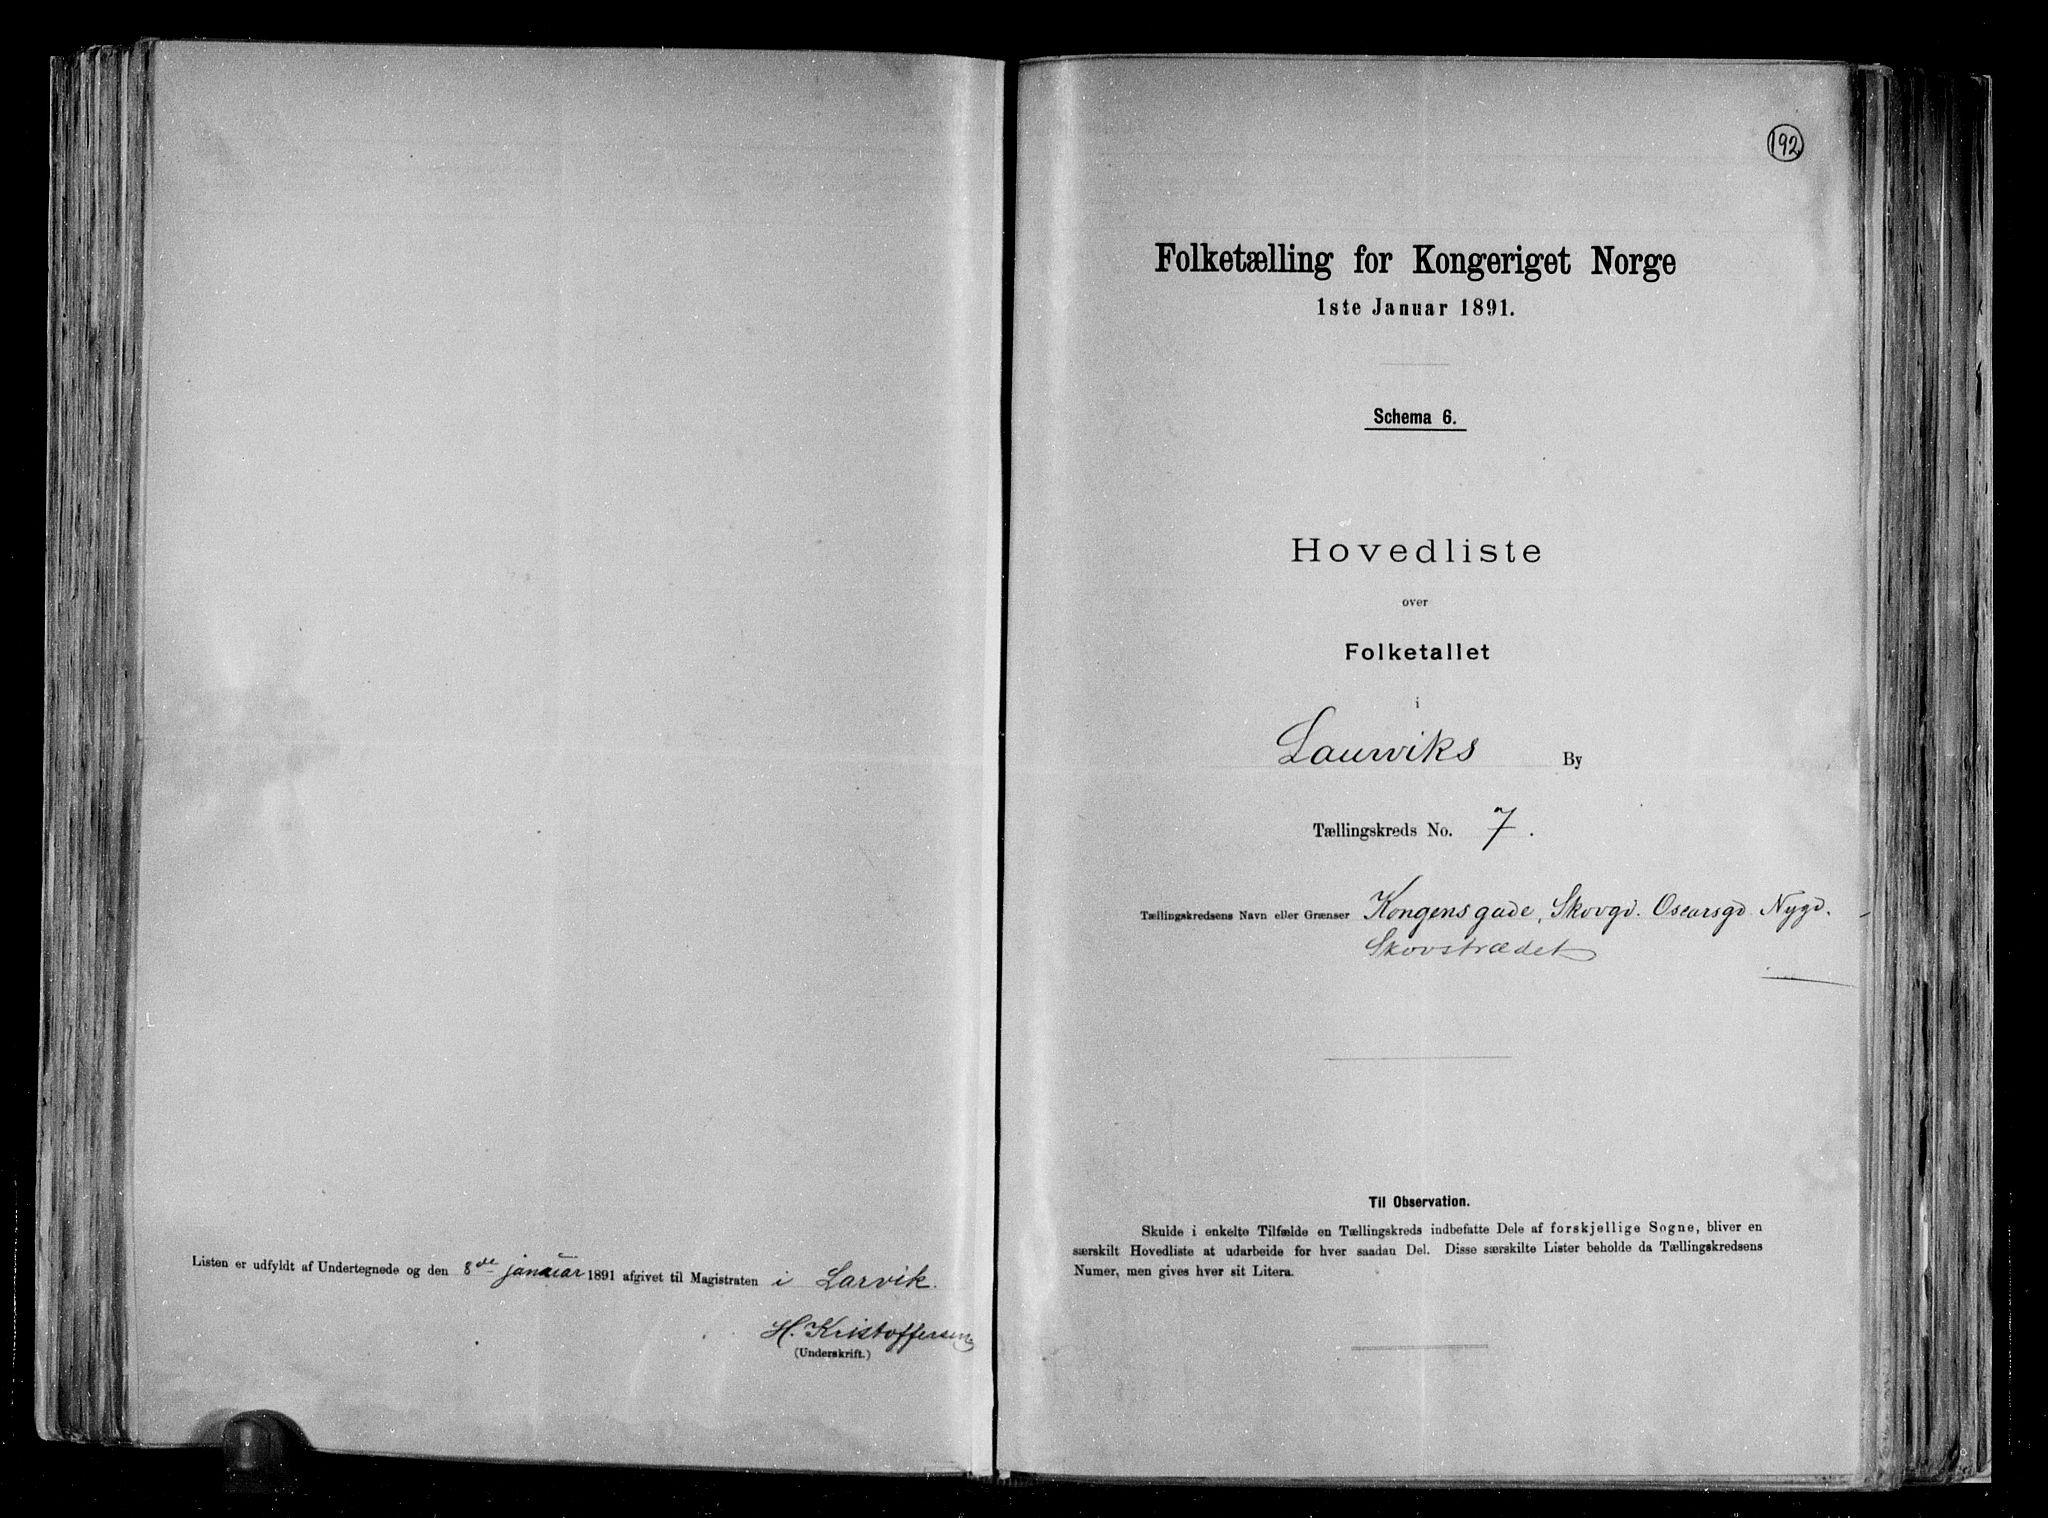 Listen er udfyldt af Undertegnede og den 8de januar 1891 afgivet til Magistraten i Larvik.
H. Kristoffersen
(Underskrift.)
192
Folketælling for Kongeriget Norge
1ste Januar 1891.
Schema 6.
Hovedliste
over
Folketallet
i
Laurviks By
Tællingskreds No. 7.
Tællingskredsens Navn eller Grænser Kongensgade, Skovgd. Oscarsgd Nygd.
Skovstrædet
Til Observation.
Skulde i enkelte Tilfælde en Tællingskreds indbefatte Dele af forskjellige Sogne, bliver en
særskilt Hovedliste at udarbeide for hver saadan Del. Disse særskilte Lister beholde da Tællingskredsens
Numer, men gives hver sit Litera.